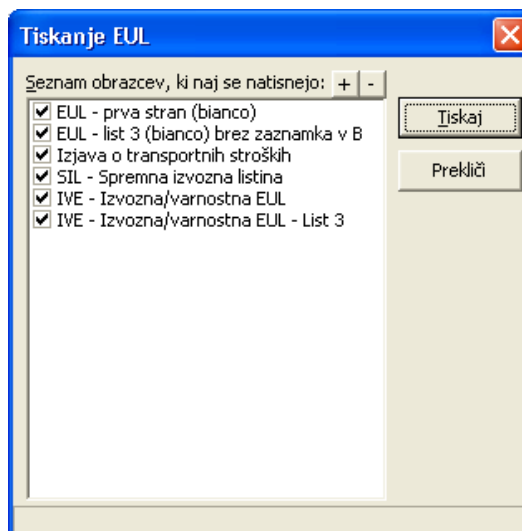 Tiskanje EUL
Seznam obrazcev, ki naj se natisnejo: + -
EUL - prva stran (bianco)
EUL - list 3 (bianco) brez zaznamka v B
Izjava o transportnih stroških
SIL - Spremna izvozna listina
IVE - Izvozna/varnostna EUL
IVE - Izvozna/varnostna EUL - List 3
Tiskaj
Prekliči